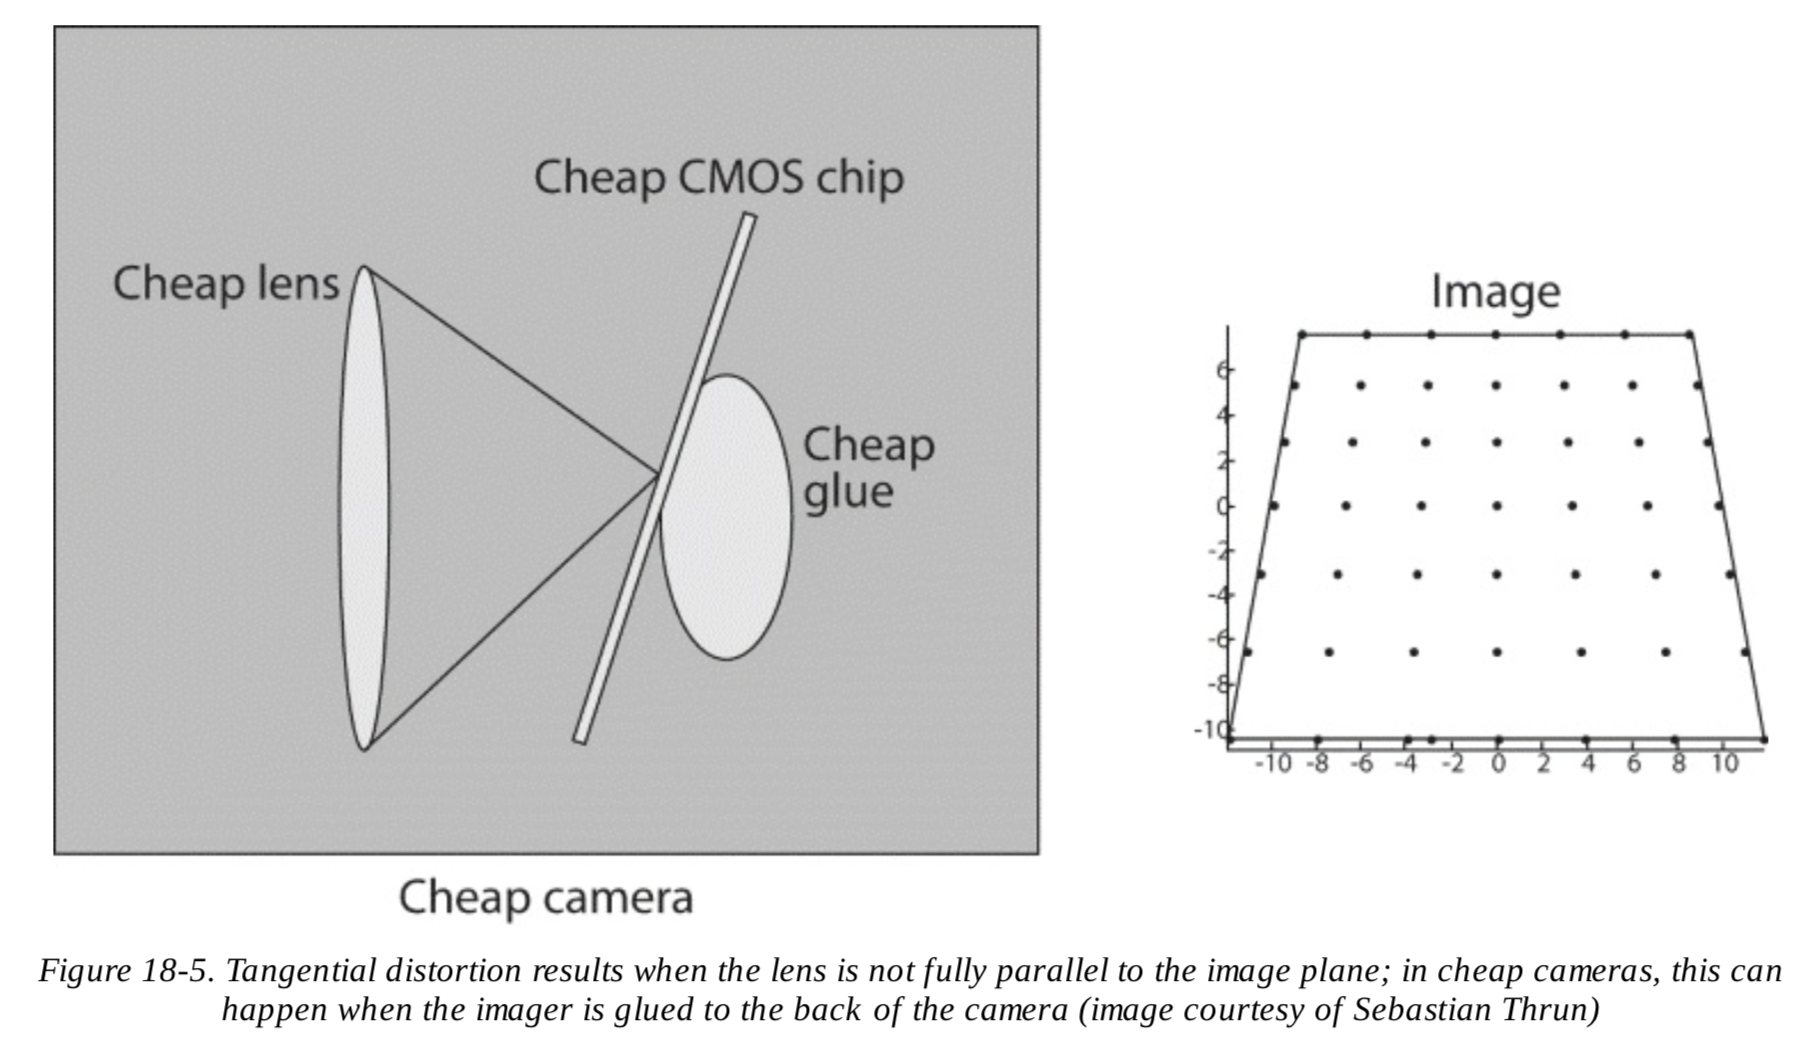 Cheap CMOS chip
Cheap lens
Cheap
glue
Cheap camera
Image
6
4
2
0
-2
-4
-6
-8
-10
-10 -8 -6 -4 -2 0 2 4 6 8 10
Figure 18-5. Tangential distortion results when the lens is not fully parallel to the image plane; in cheap cameras, this can
happen when the imager is glued to the back of the camera (image courtesy of Sebastian Thrun)